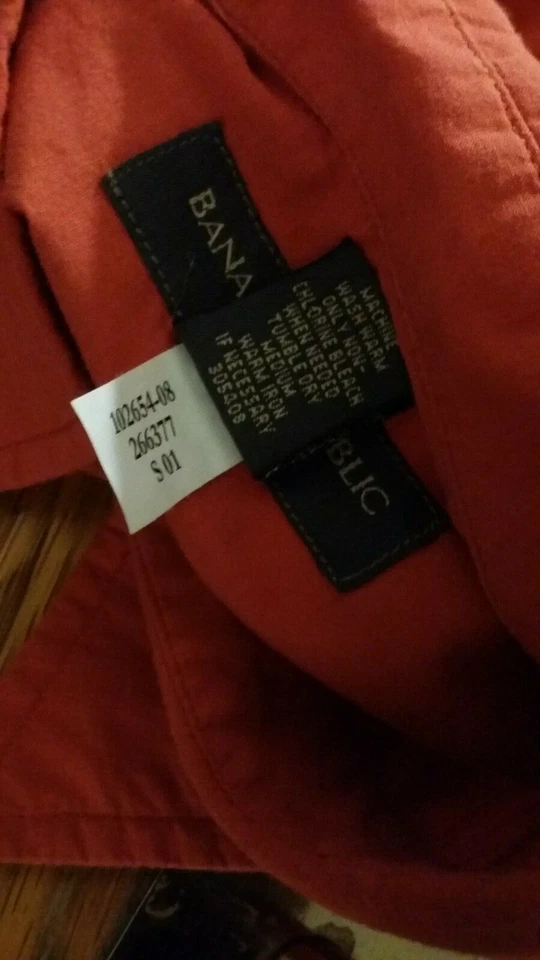 BANA
BLIC
MACHINE
WASH WARM
ONLY NON-
CHLORINE BLEACH
WHEN NEEDED
TUMBLE DRY
MEDIUM
WARM IRON
IF NECESSARY
305408
102654-08
266377
S 01